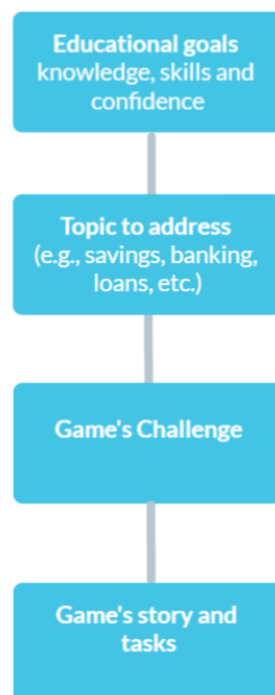 Educational goals
knowledge, skills and
confidence
Topic to address
(e.g., savings, banking,
loans, etc.)
Game's Challenge
Game's story and
tasks